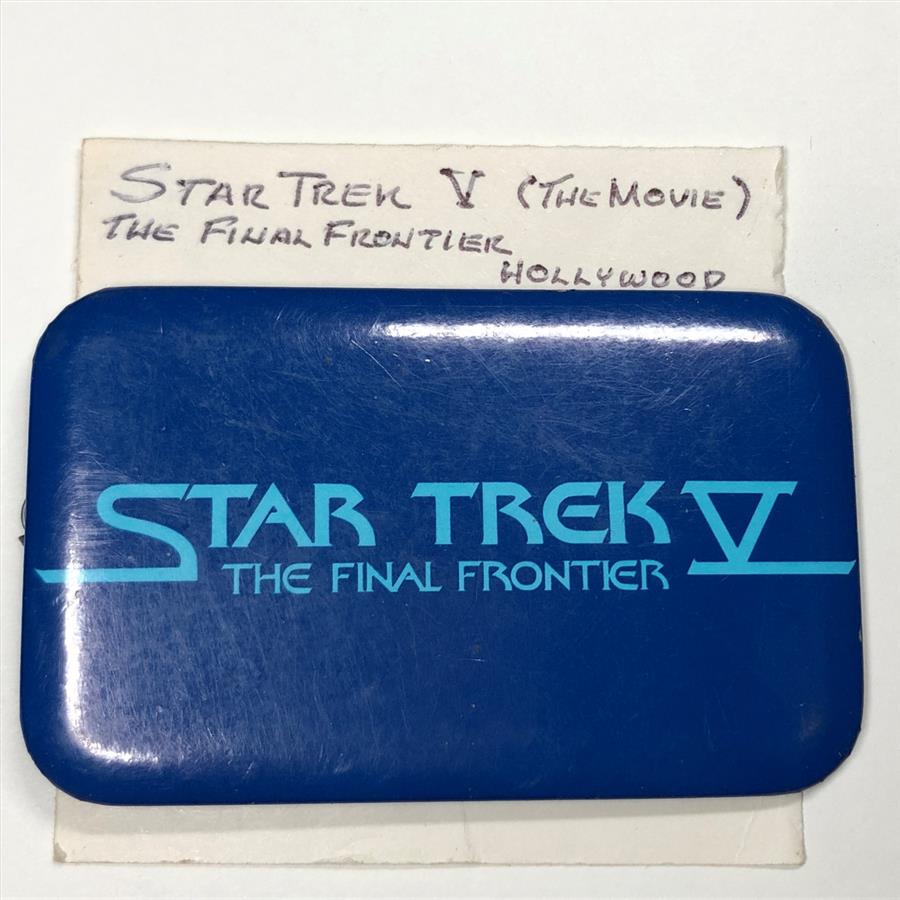 STAR TREK V (THE MOVIE)
THE FINAL FRONTIER
HOLLYWOOD
STAR TREK V
THE FINAL FRONTIER